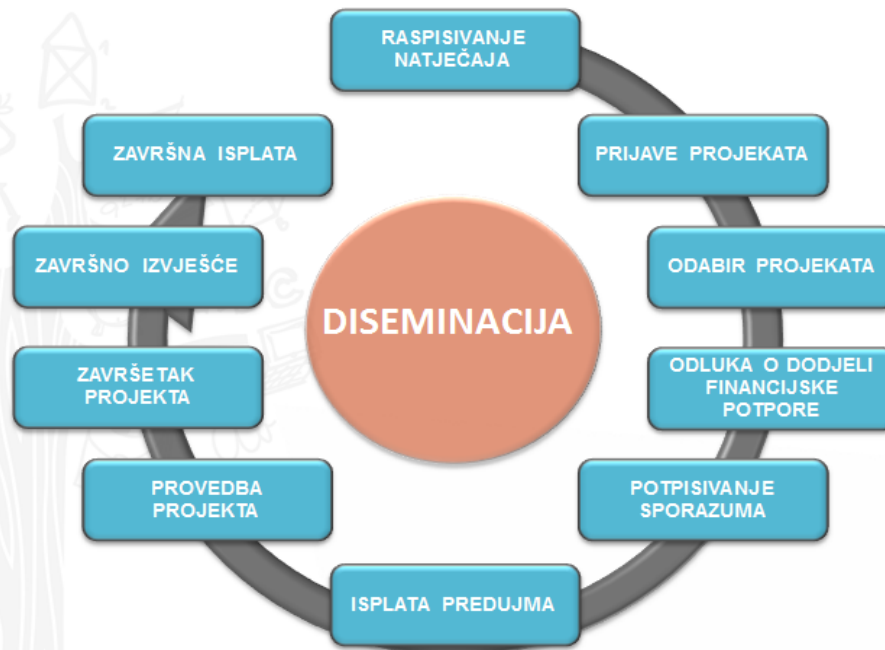 RASPISIVANJE
NATJEČAJA
PRIJAVE PROJEKATA
ODABIR PROJEKATA
ODLUKA O DODJELI
FINANCIJSKE
POTPORE
POTPISIVANJE
SPORAZUMA
ISPLATA PREDUJMA
PROVEDBA
PROJEKTA
ZAVRŠETAK
PROJEKTA
ZAVRŠNO IZVJEŠĆE
ZAVRŠNA ISPLATA
DISEMINACIJA